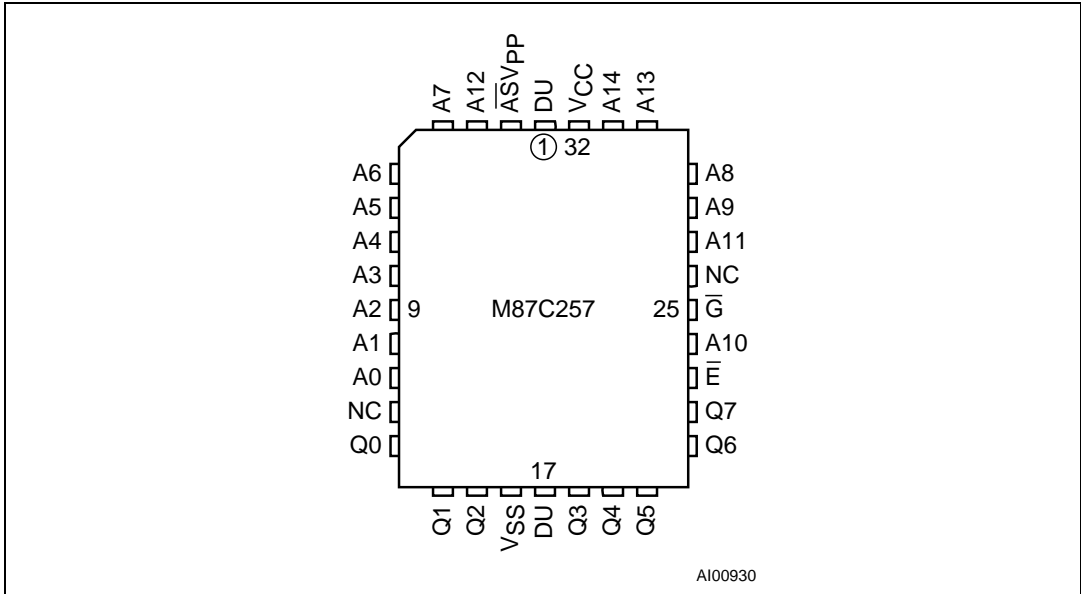 A7 A12 A̅S̅VPP DU VCC A14 A13
1 32
A6 A8
A5 A9
A4 A11
A3 NC
A2 9 M87C257 25 G̅
A1 A10
A0 E̅
NC Q7
Q0 Q6
17
Q1 Q2 VSS DU Q3 Q4 Q5
AI00930